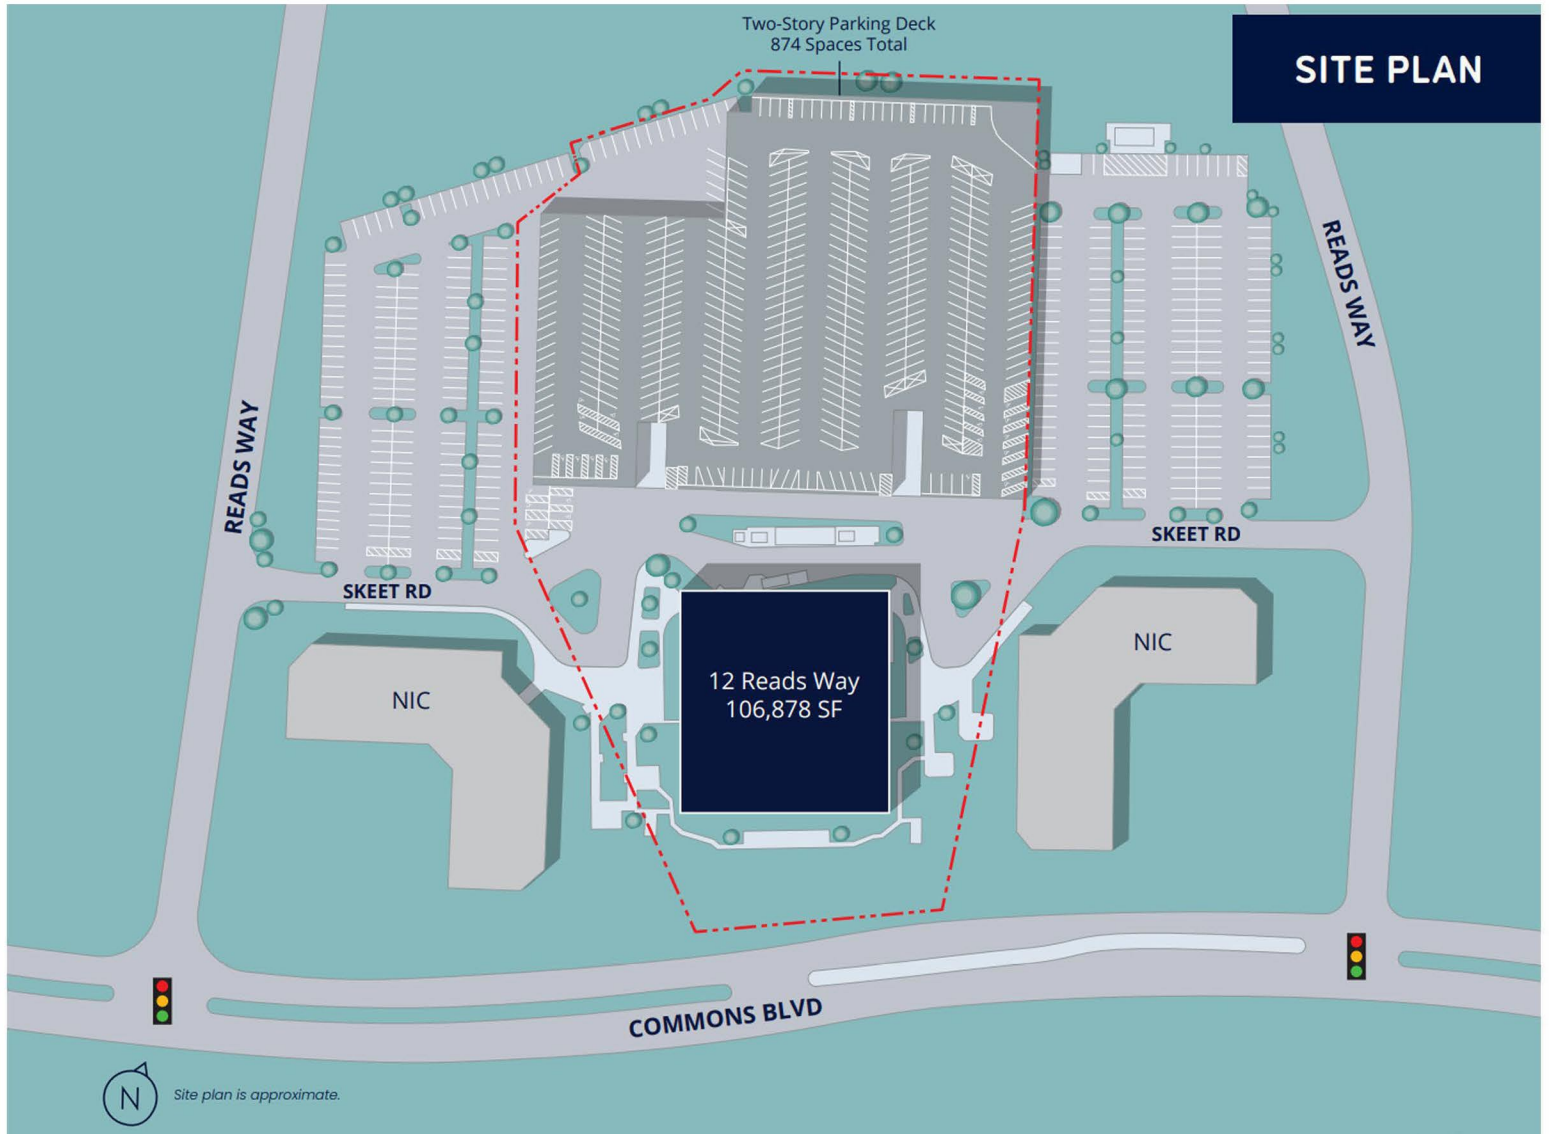 Two-Story Parking Deck
874 Spaces Total
SITE PLAN
READS WAY
READS WAY
SKEET RD
SKEET RD
NIC
NIC
12 Reads Way
106,878 SF
COMMONS BLVD
N
Site plan is approximate.